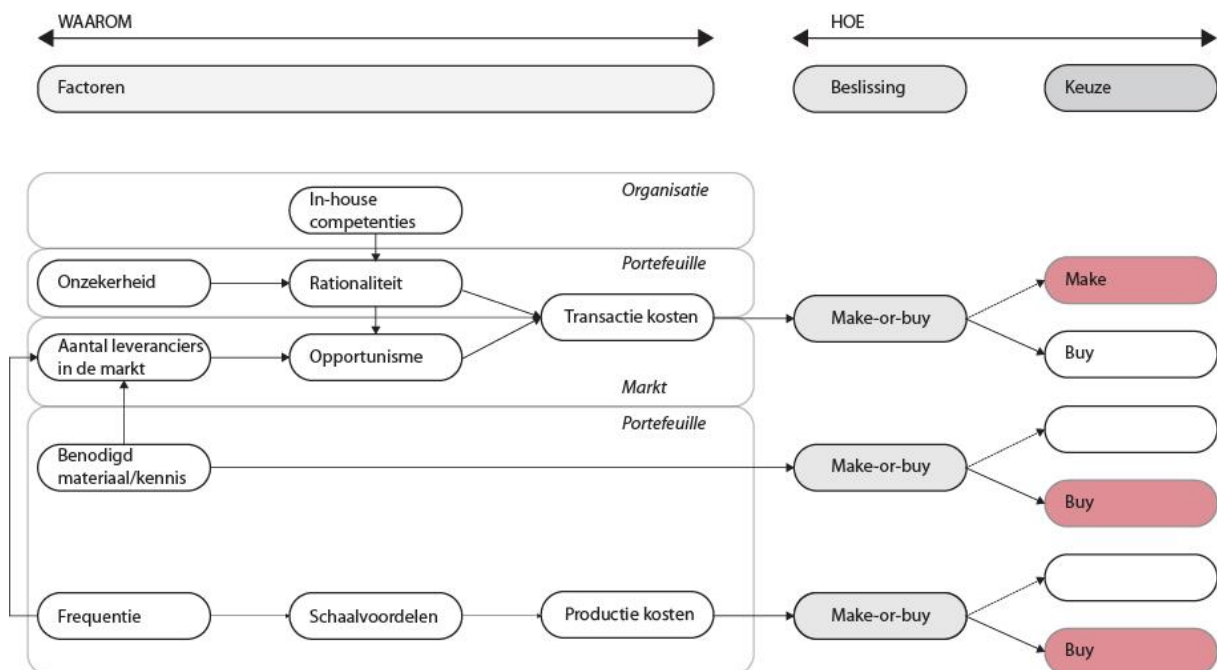 WAAROM
HOE
Factoren
Beslissing
Keuze
Organisatie
In-house
competenties
Portefeuille
Onzekerheid
Rationaliteit
Make
Transactie kosten
Make-or-buy
Aantal leveranciers
in de markt
Opportunisme
Buy
Markt
Portefeuille
Benodigd
materiaal/kennis
Make-or-buy
Buy
Frequentie
Schaalvoordelen
Productie kosten
Make-or-buy
Buy